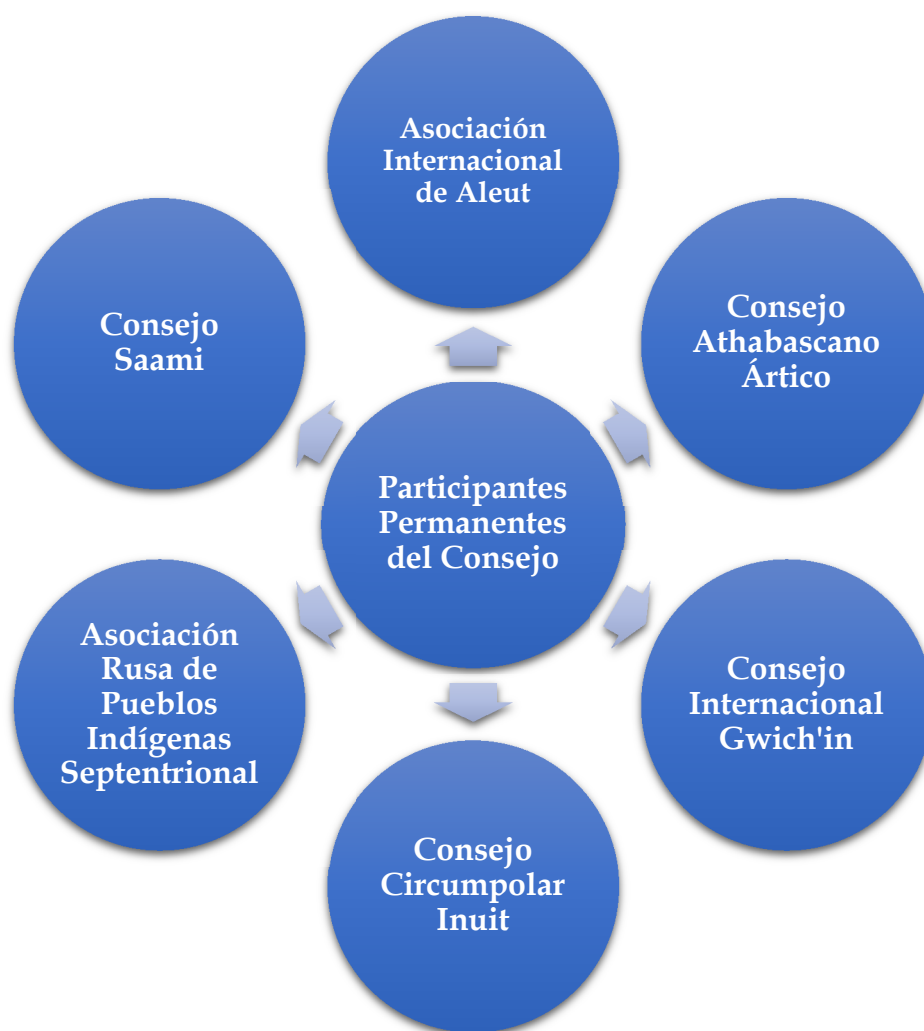 Asociación
Internacional
de Aleut
Consejo
Athabascano
Ártico
Consejo
Saami
Participantes
Permanentes
del Consejo
Asociación
Rusa de
Pueblos
Indígenas
Septentrional
Consejo
Internacional
Gwich'in
Consejo
Circumpolar
Inuit